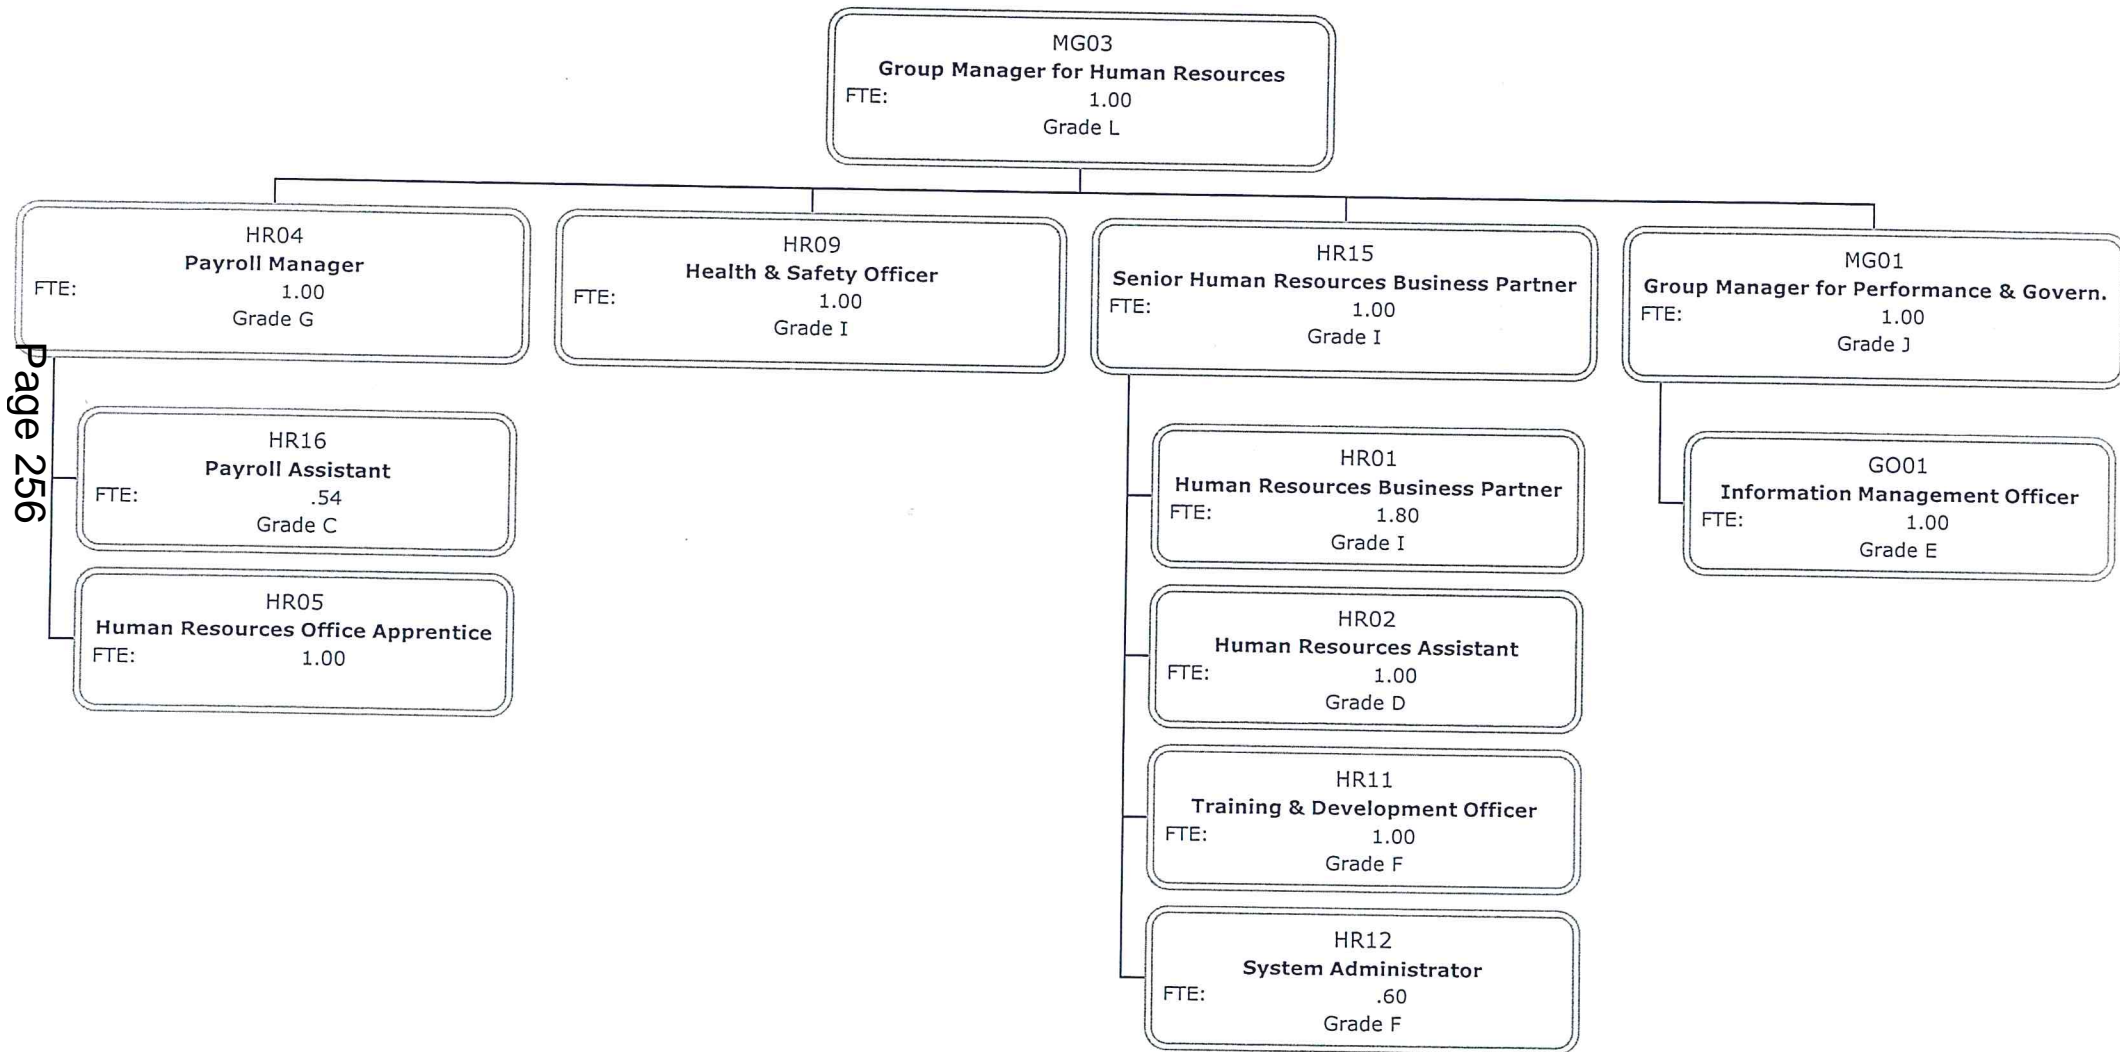 MG03
Group Manager for Human Resources
FTE: 1.00
Grade L
HR04
Payroll Manager
FTE: 1.00
Grade G
HR09
Health & Safety Officer
FTE: 1.00
Grade I
HR15
Senior Human Resources Business Partner
FTE: 1.00
Grade I
MG01
Group Manager for Performance & Govern.
FTE: 1.00
Grade J
HR16
Payroll Assistant
FTE: .54
Grade C
HR05
Human Resources Office Apprentice
FTE: 1.00
HR01
Human Resources Business Partner
FTE: 1.80
Grade I
HR02
Human Resources Assistant
FTE: 1.00
Grade D
HR11
Training & Development Officer
FTE: 1.00
Grade F
HR12
System Administrator
FTE: .60
Grade F
GO01
Information Management Officer
FTE: 1.00
Grade E
Page 256